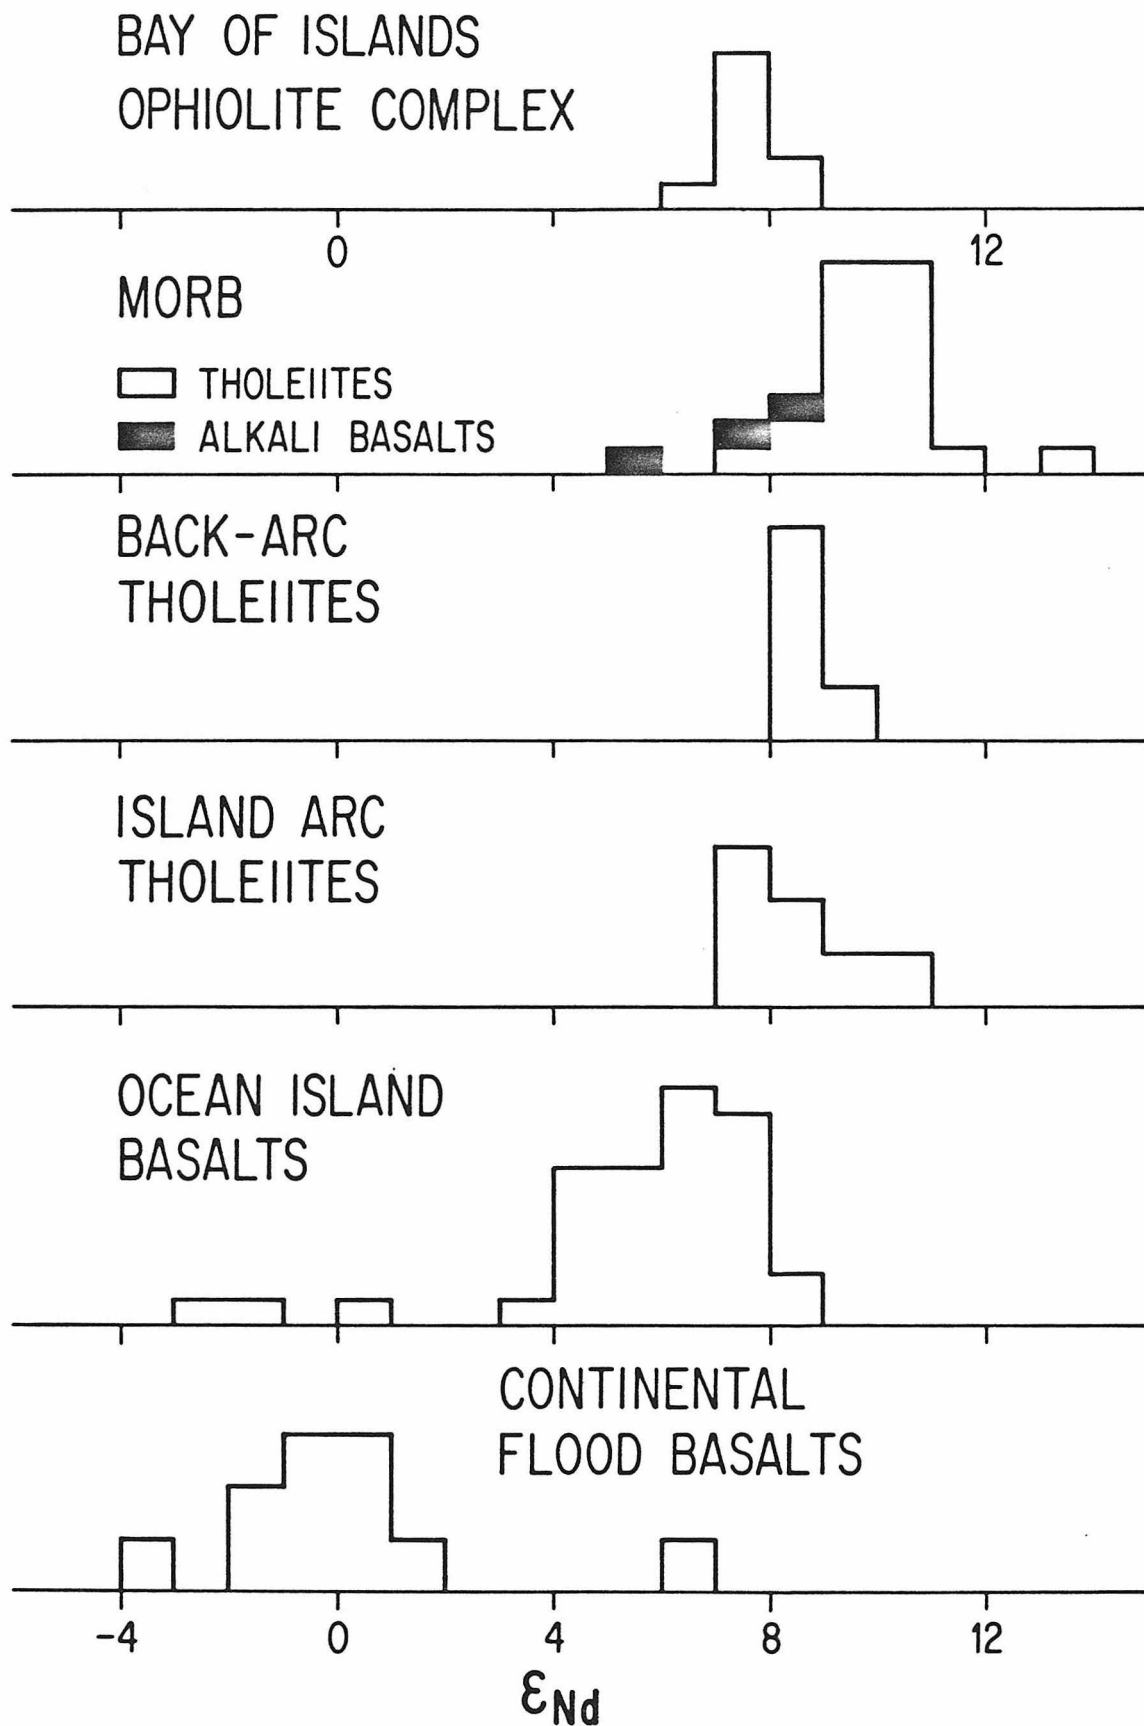 BAY OF ISLANDS
OPHIOLITE COMPLEX
0 12
MORB
THOLEIITES
ALKALI BASALTS
BACK-ARC
THOLEIITES
ISLAND ARC
THOLEIITES
OCEAN ISLAND
BASALTS
CONTINENTAL
FLOOD BASALTS
-4 0 4 8 12
εNd